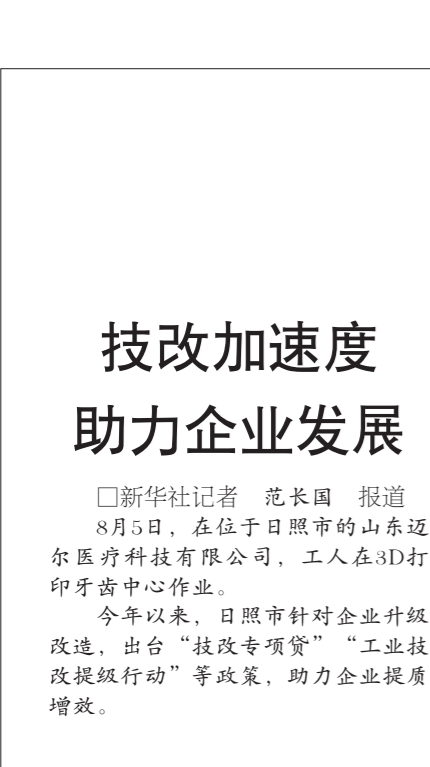 技改加速度
助力企业发展
□新华社记者 范长国 报道
8月5日，在位于日照市的山东迈
尔医疗科技有限公司，工人在3D打
印牙齿中心作业。
今年以来，日照市针对企业升级
改造，出台“技改专项贷”“工业技
改提级行动”等政策，助力企业提质
增效。